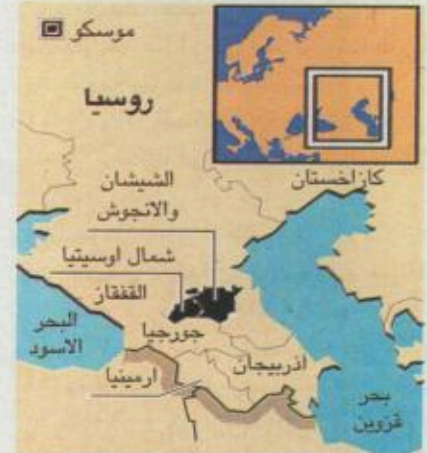 موسكو
روسيا
كازاخستان
الشيشان
والانجوش
شمال اوسيتيا
القفقاز
جورجيا
البحر
الاسود
اذربيجان
ارمينيا
بحر
قزوين